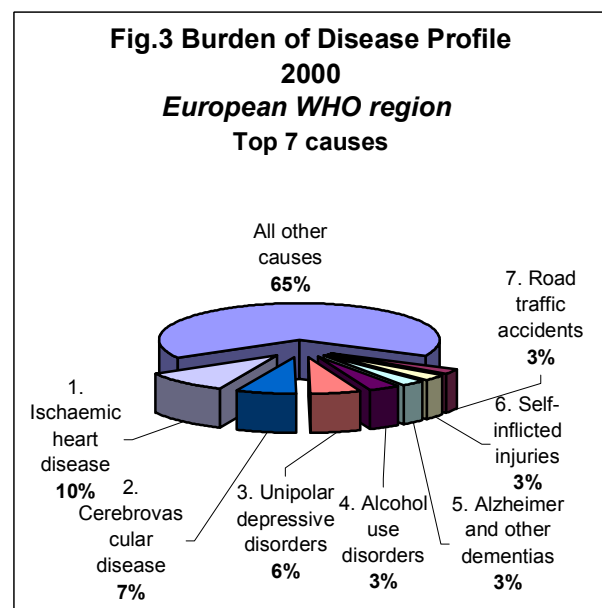 Fig.3 Burden of Disease Profile
2000
European WHO region
Top 7 causes
All other
causes
65%
7. Road
traffic
accidents
3%
6. Self-
inflicted
injuries
3%
5. Alzheimer
and other
dementias
3%
4. Alcohol
use
disorders
3%
3. Unipolar
depressive
disorders
6%
2.
Cerebrovas
cular
disease
7%
1.
Ischaemic
heart
disease
10%